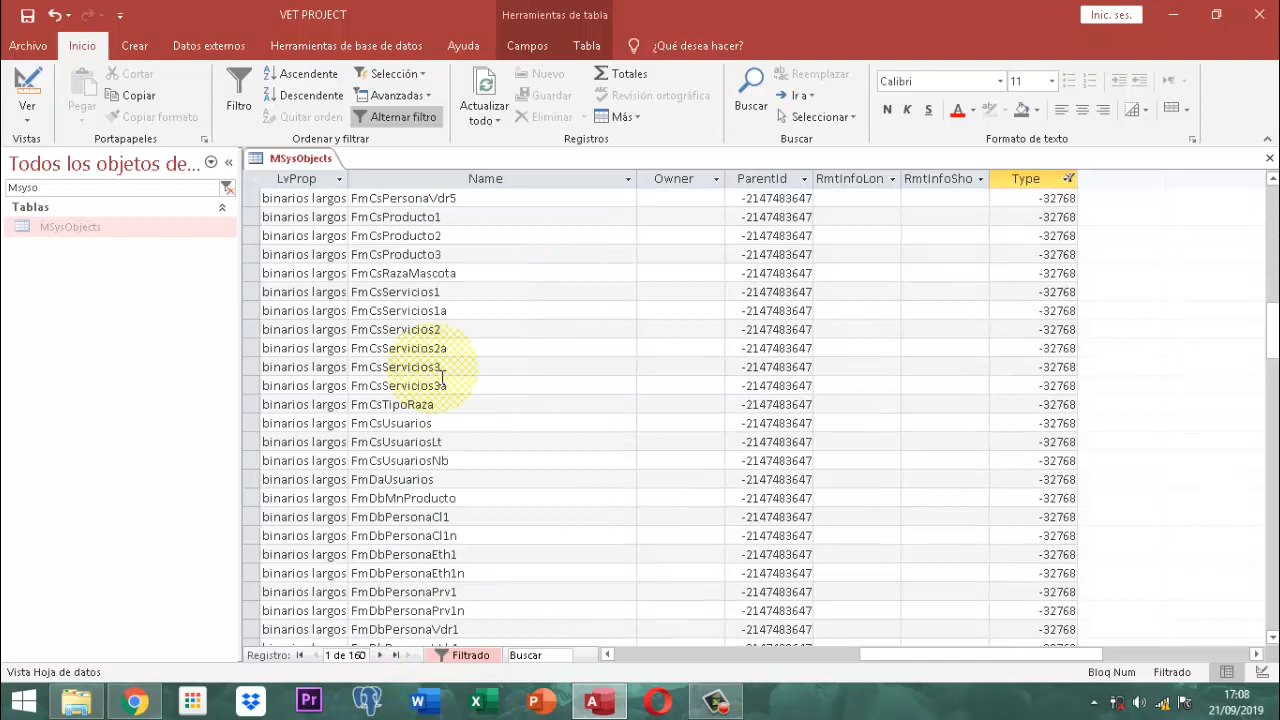 VET PROJECT
Herramientas de tabla
Inic. ses.
Archivo Inicio Crear Datos externos Herramientas de base de datos Ayuda Campos Tabla ¿Qué desea hacer?
Ver
Vistas
Pegar
Cortar
Copiar
Copiar formato
Portapapeles
Filtro
Ascendente
Descendente
Quitar orden
Selección
Avanzadas
Alternar filtro
Ordenar y filtrar
Actualizar todo
Nuevo
Guardar
Eliminar
Totales
Revisión ortográfica
Más
Registros
Buscar
Reemplazar
Ir a
Seleccionar
Buscar
Calibri 11
N K S
Formato de texto
Todos los objetos de...
Msyso
Tablas
MSysObjects
MSysObjects
LvProp Name Owner ParentId RmtInfoLon RmtInfoSho Type
binarios largos FmCsPersonaVdr5 -2147483647 -32768
binarios largos FmCsProducto1 -2147483647 -32768
binarios largos FmCsProducto2 -2147483647 -32768
binarios largos FmCsProducto3 -2147483647 -32768
binarios largos FmCsRazaMascota -2147483647 -32768
binarios largos FmCsServicios1 -2147483647 -32768
binarios largos FmCsServicios1a -2147483647 -32768
binarios largos FmCsServicios2 -2147483647 -32768
binarios largos FmCsServicios2a -2147483647 -32768
binarios largos FmCsServicios3 -2147483647 -32768
binarios largos FmCsServicios3a -2147483647 -32768
binarios largos FmCsTipoRaza -2147483647 -32768
binarios largos FmCsUsuarios -2147483647 -32768
binarios largos FmCsUsuariosLt -2147483647 -32768
binarios largos FmCsUsuariosNb -2147483647 -32768
binarios largos FmDaUsuarios -2147483647 -32768
binarios largos FmDbMnProducto -2147483647 -32768
binarios largos FmDbPersonaCl1 -2147483647 -32768
binarios largos FmDbPersonaCl1n -2147483647 -32768
binarios largos FmDbPersonaEth1 -2147483647 -32768
binarios largos FmDbPersonaEth1n -2147483647 -32768
binarios largos FmDbPersonaPrv1 -2147483647 -32768
binarios largos FmDbPersonaPrv1n -2147483647 -32768
binarios largos FmDbPersonaVdr1 -2147483647 -32768
Registro: 1 de 160 Filtrado Buscar
Vista Hoja de datos Bloq Num Filtrado
17:08
21/09/2019